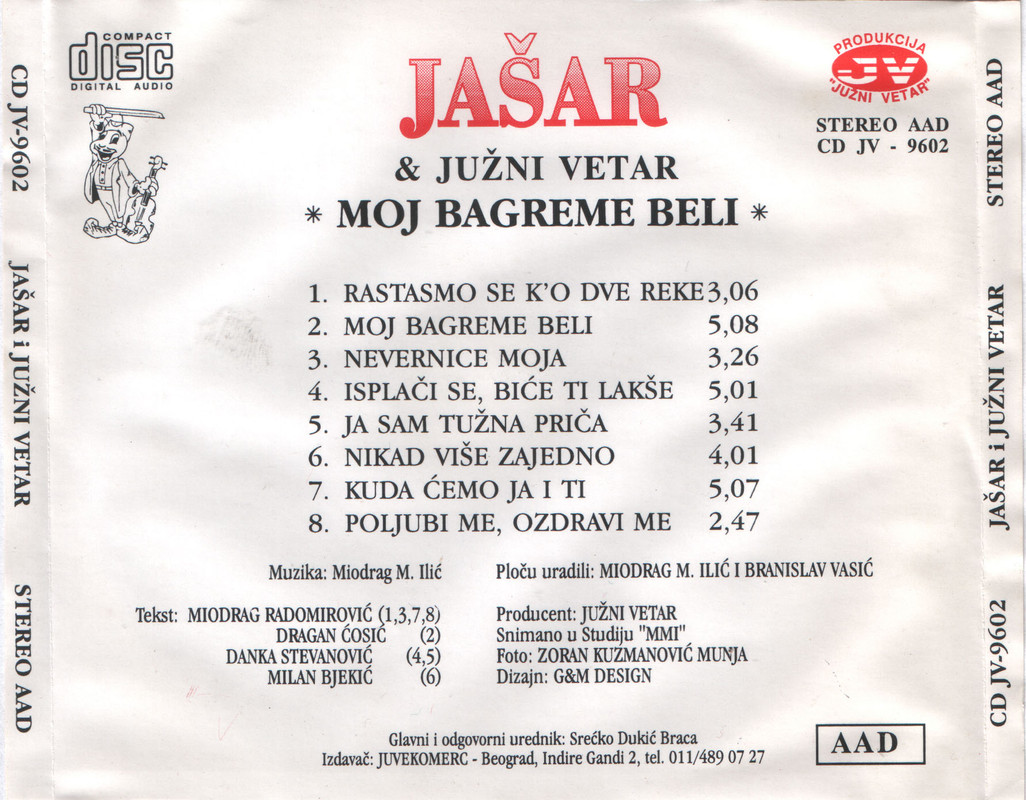 COMPACT
disc
DIGITAL AUDIO
JAŠAR
& JUŽNI VETAR
* MOJ BAGREME BELI *
PRODUKCIJA
JV
"JUŽNI VETAR"
STEREO AAD
CD JV - 9602
1. RASTASMO SE K'O DVE REKE 3,06
2. MOJ BAGREME BELI 5,08
3. NEVERNICE MOJA 3,26
4. ISPLAČI SE, BIĆE TI LAKŠE 5,01
5. JA SAM TUŽNA PRIČA 3,41
6. NIKAD VIŠE ZAJEDNO 4,01
7. KUDA ĆEMO JA I TI 5,07
8. POLJUBI ME, OZDRAVI ME 2,47
Muzika: Miodrag M. Ilić
Tekst: MIODRAG RADOMIROVIĆ (1,3,7,8)
DRAGAN ĆOSIĆ (2)
DANKA STEVANOVIĆ (4,5)
MILAN BJEKIĆ (6)
Ploču uradili: MIODRAG M. ILIĆ I BRANISLAV VASIĆ
Producent: JUŽNI VETAR
Snimano u Studiju "MMI"
Foto: ZORAN KUZMANOVIĆ MUNJA
Dizajn: G&M DESIGN
Glavni i odgovorni urednik: Srećko Dukić Braca
Izdavač: JUVEKOMERC - Beograd, Indire Gandi 2, tel. 011/489 07 27
AAD
CD JV-9602 JAŠAR i JUŽNI VETAR STEREO AAD
CD JV-9602 JAŠAR i JUŽNI VETAR STEREO AAD